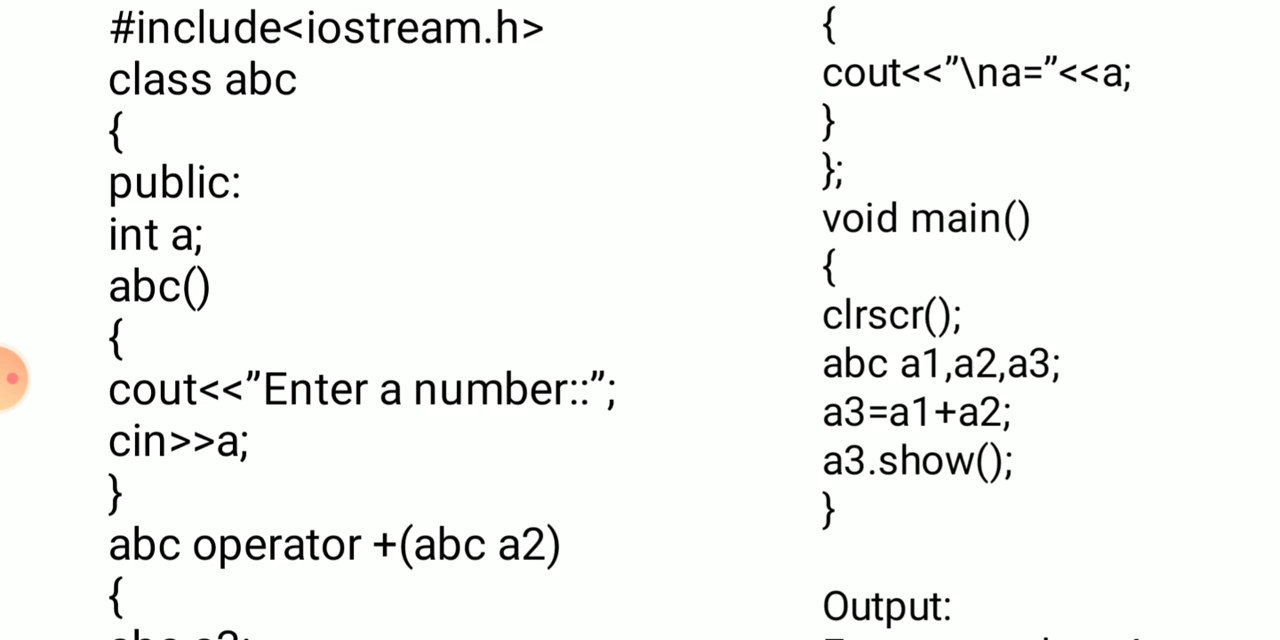 #include<iostream.h>
class abc
{
public:
int a;
abc()
{
cout<<”Enter a number::”;
cin>>a;
}
abc operator +(abc a2)
{
{
cout<<”\na=”<<a;
}
};
void main()
{
clrscr();
abc a1,a2,a3;
a3=a1+a2;
a3.show();
}
Output: